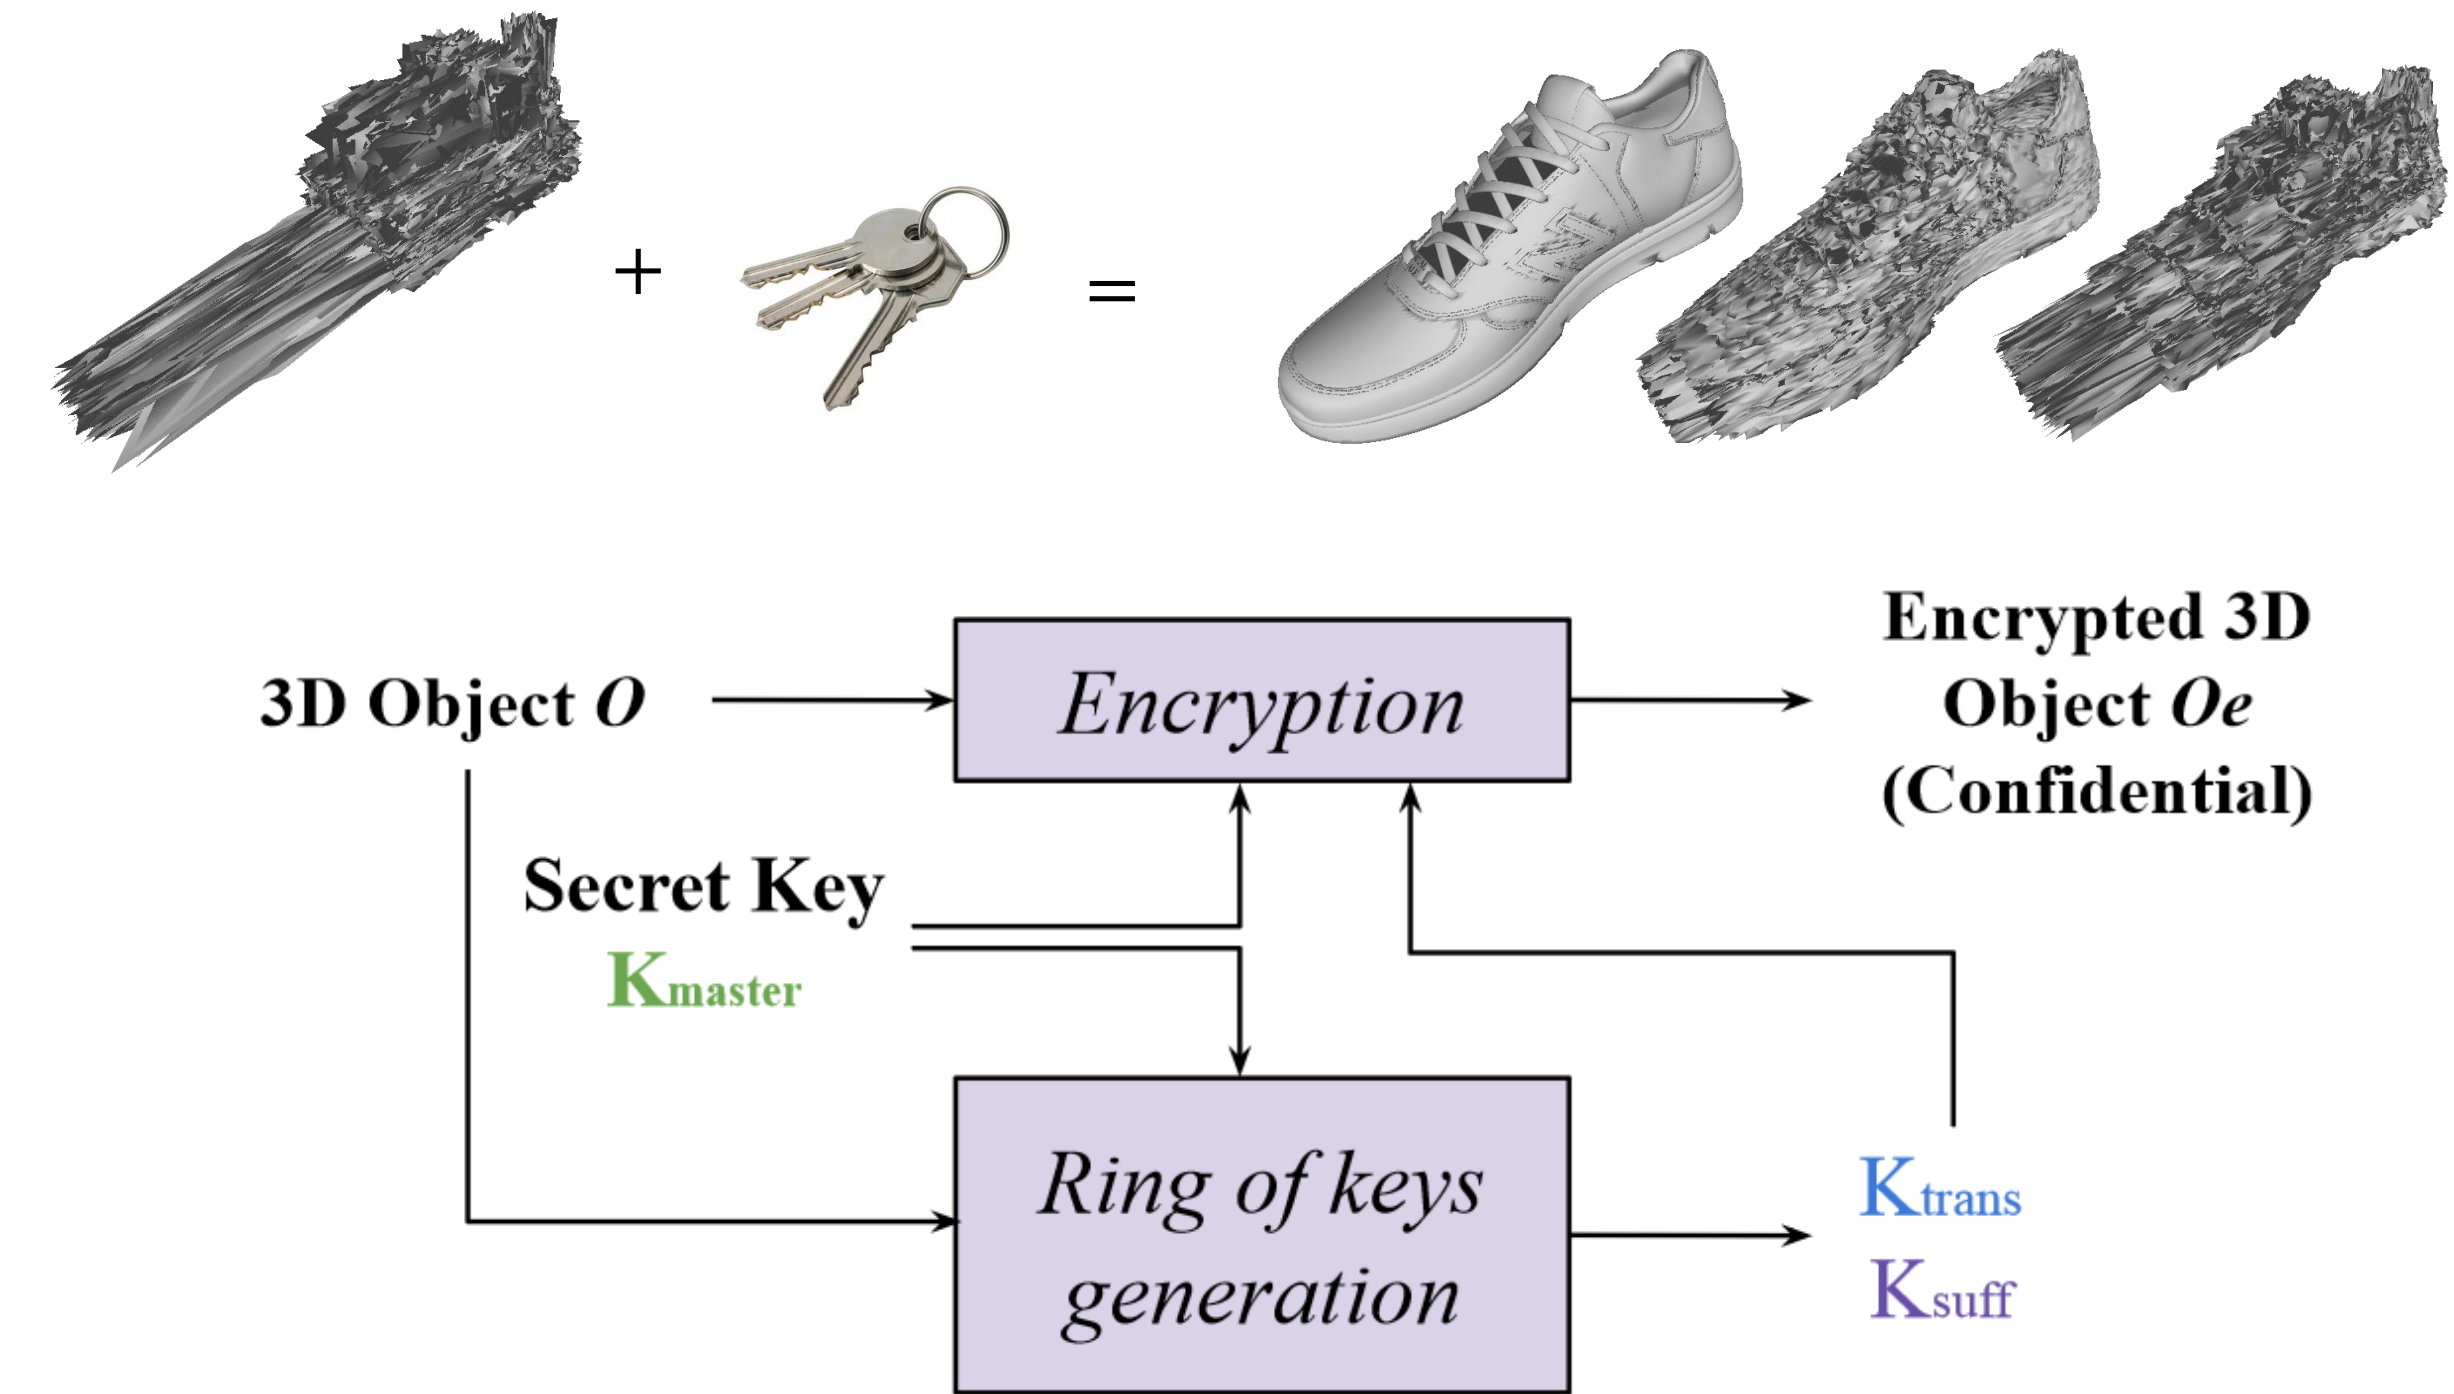 +
=
3D Object O
Encryption
Encrypted 3D
Object Oe
(Confidential)
Secret Key
Kmaster
Ring of keys
generation
Ktrans
Ksuff